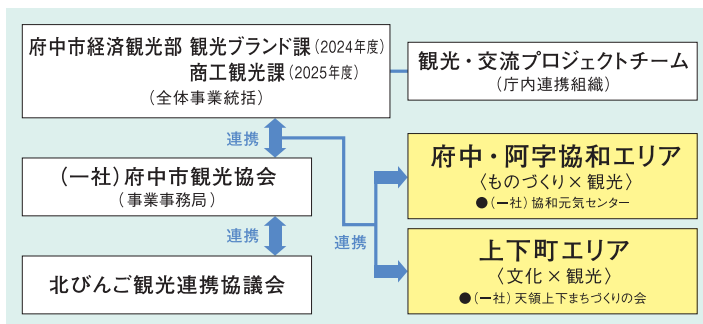 府中市経済観光部 観光ブランド課(2024年度)
商工観光課(2025年度)
(全体事業統括)
観光・交流プロジェクトチーム
(庁内連携組織)
連携
(一社)府中市観光協会
(事業事務局)
連携
北びんご観光連携協議会
連携
府中・阿字協和エリア
〈ものづくり×観光〉
●(一社)協和元気センター
上下町エリア
〈文化×観光〉
●(一社)天領上下まちづくりの会